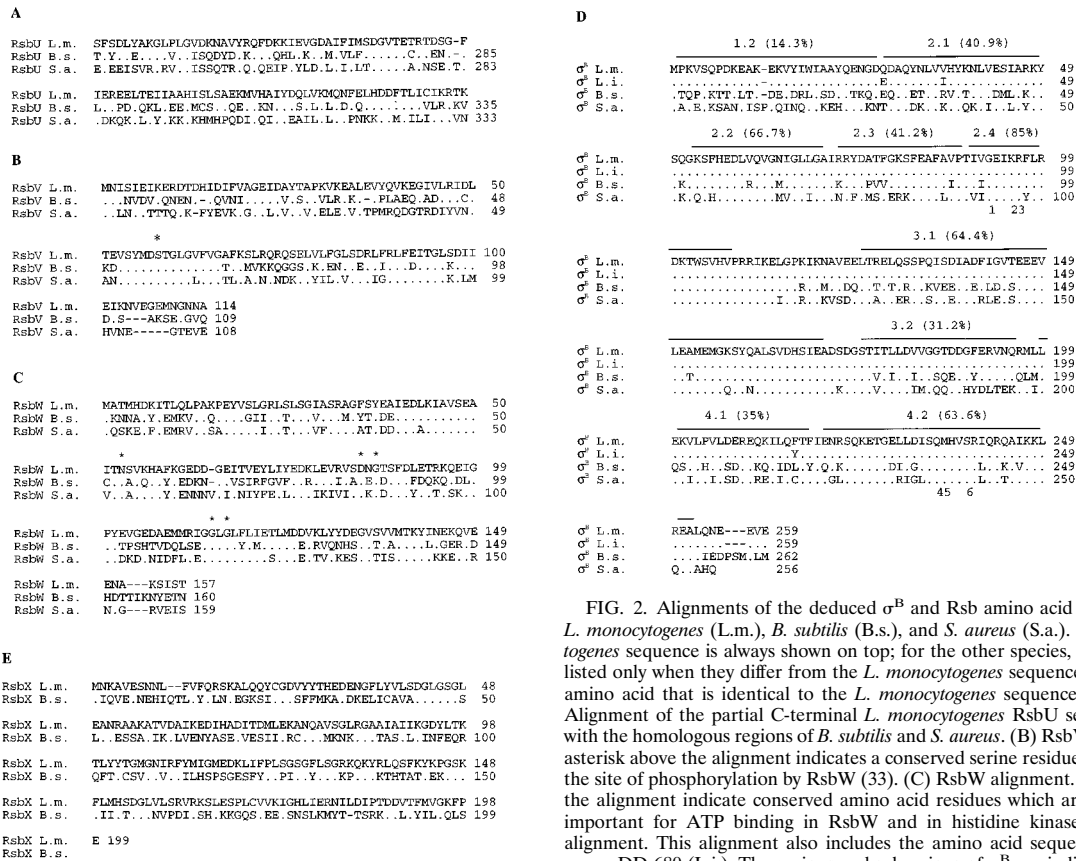 A
RsbU L.m. SFSDLYAKGLPLGVDKNAVYRQFDKKIEVGDAIFIMSDGVTETRTDSG-F
RsbU B.s. T.Y..E....V..ISQDYD.K...QHL.K..M.VLF......C..EN.-. 285
RsbU S.a. E.EEISVR.RV..ISSQTR.Q.QEIP.YLD.L.I.LT....A.NSE.T. 283
RsbU L.m. IEREELTEIIAAHISLSAEKMVHAIYDQLVKMQNFELHDDFTLICIKRTK
RsbU B.s. L..PD.QKL.EE.MCS..QE..KN...S.L.L.D.Q.......VLR.KV 335
RsbU S.a. .DKQK.L.Y.KK.KHMHPQDI.QI..EAIL.L..PNKK..M.ILI...VN 333
B
RsbV L.m. MNISIEIKERDTDHIDIFVAGEIDAYTAPKVKEALEVYQVKEGIVLRIDL 50
RsbV B.s. ...NVDV.QNEN.-.QVNI.....V.S..VLR.K.-.PLAEQ.AD..C. 48
RsbV S.a. ..LN..TTTQ.K-FYEVK.G..L.V..V.ELE.V.TPMRQDGTRDIYVN. 49
*
RsbV L.m. TEVSYMDSTGLGVFVGAFKSLRQRQSELVLFGLSDRLFRLFEITGLSDII 100
RsbV B.s. KD.............T..MVKKQGGS.K.EN..E..I...D.....K... 98
RsbV S.a. AN.........L...TL.A.N.NDK..YIL.V...IG........K.LM 99
RsbV L.m. EIKNVEGEMNGNNA 114
RsbV B.s. D.S---AKSE.GVQ 109
RsbV S.a. HVNE-----GTEVE 108
C
RsbW L.m. MATMHDKITLQLPAKPEYVSLGRLSLSGIASRAGFSYEAIEDLKIAVSEA 50
RsbW B.s. .KNNA.Y.EMKV..Q....GII..T...V...M.YT.DE........... 50
RsbW S.a. .QSKE.F.EMRV..SA.....I..T...VF....AT.DD...A....... 50
* * *
RsbW L.m. ITNSVKHAFKGEDD-GEITVEYLIYEDKLEVRVSDNGTSFDLETRKQEIG 99
RsbW B.s. C..A.Q..Y.EDKN-..VSIRFGVF..R...I.A.E.D...FDQKQ.DL. 99
RsbW S.a. V..A....Y.ENNNV.I.NIYFE.L...IKIVI..K.D...Y..T.SK.. 100
* *
RsbW L.m. PYEVGEDAEMMRIGGLGLFLIETLMDDVKLYYDEGVSVVMTKYINEKQVE 149
RsbW B.s. ..TPSHTVDQLSE.....Y.M.....E.RVQNHS..T.A....L.GER.D 149
RsbW S.a. ..DKD.NIDFL.E........S...E.TV.KES...TIS.....KKE..R 150
RsbW L.m. ENA---KSIST 157
RsbW B.s. HDTTIKNYETN 160
RsbW S.a. N.G---RVEIS 159
E
RsbX L.m. MNKAVESNNL--FVFQRSKALQQYCGDVYYTHEDENGFLYVLSDGLGSGL 48
RsbX B.s. .IQVE.NEHIQTL.Y.LN.EGKSI...SFFMKA.DKELICAVA....... 50
RsbX L.m. EANRAAKATVDAIKEDIHADITDMLEKANQAVSGLRGAAIAIIKGDYLTK 98
RsbX B.s. L..ESSA.IK.LVENYASE.VESII.RC...MKNK...TAS.L.INFEQR 100
RsbX L.m. TLYYTGMGNIRFYMIGMEDKLIFPLSGSGFLSGRKQKYRLQSFKYKPGSK 148
RsbX B.s. QFT.CSV..V...ILHSPSGESFY...PI..Y....KP...KTHTAT.EK... 150
RsbX L.m. FLMHSDGLVLSRVRKSLESPLCVVKIGHLIERNILDIPTDDVTFMVGKFP 198
RsbX B.s. .II.T...NVPDI.SH.KKGQS.EE.SNSLKMYT-TSRK..L.YIL.QLS 199
RsbX L.m. E 199
RsbX B.s.
D
1.2 (14.3%) 2.1 (40.9%)
σᴮ L.m. MPKVSQPDKEAK-EKVYIWIAAYQENGDQDAQYNLVVHYKNLVESIARKY 49
σᴮ L.i. ............-...............E.......I............ 49
σᴮ B.s. .TQP.KTT.LT.-DE.DRLSD..TKQ.EQ..ET..RV.T...DML.K.. 49
σᴮ S.a. .A.E.KSAN.ISP.QINQ..KEH...KNT...DK.K..QK.I...L.Y.. 50
2.2 (66.7%) 2.3 (41.2%) 2.4 (85%)
σᴮ L.m. SQGKSFHEDLVQVGNIGLLGAIRRYDATFGKSFEAFAVPTIVGEIKRFLR 99
σᴮ L.i. .................................................. 99
σᴮ B.s. .K........R...M.......K...PVV........I...I........ 99
σᴮ S.a. .K.Q.H........MV..I...N.F.MS.ERK....L...VI.....Y.. 100
1 23
3.1 (64.4%)
σᴮ L.m. DKTWSVHVPRRIKELGPKIKNAVEELTRELQSSPQISDIADFIGVTEEEV 149
σᴮ L.i. .................................................. 149
σᴮ B.s. .................R..M..DQ..T.T.R..KVEE..E.LD.S.... 149
σᴮ S.a. ..............I..R..KVSD...A..ER..S..E...RLE.S.... 150
3.2 (31.2%)
σᴮ L.m. LEAMEMGKSYQALSVDHSIEADSDGSTITLLDVVGGTDDGFERVNQRMLL 199
σᴮ L.i. .................................................. 199
σᴮ B.s. ..T.......................V.I..I..SQE..Y.....QLM. 199
σᴮ S.a. .......Q..N..........K....V...IM.QQ..HYDLTEK...I 200
4.1 (35%) 4.2 (63.6%)
σᴮ L.m. EKVLPVLDEREQKILQFTFIENRSQKETGELLDISQMHVSRIQRQAIKKL 249
σᴮ L.i. .................Y................................ 249
σᴮ B.s. QS..H..SD..KQ.IDL.Y.Q.K......DI.G........L..K.V... 249
σᴮ S.a. ..I..I.SD..RE.I.C....GL......RIGL........L..T..... 250
45 6
σᴮ L.m. REALQNE---EVE 259
σᴮ L.i. .......---... 259
σᴮ B.s. ....IEDPSM.LM 262
σᴮ S.a. Q..AHQ 256
FIG. 2. Alignments of the deduced σᴮ and Rsb amino acid
L. monocytogenes (L.m.), B. subtilis (B.s.), and S. aureus (S.a.).
togenes sequence is always shown on top; for the other species,
listed only when they differ from the L. monocytogenes sequence
amino acid that is identical to the L. monocytogenes sequence
Alignment of the partial C-terminal L. monocytogenes RsbU se
with the homologous regions of B. subtilis and S. aureus. (B) RsbV
asterisk above the alignment indicates a conserved serine residue
the site of phosphorylation by RsbW (33). (C) RsbW alignment.
the alignment indicate conserved amino acid residues which ar
important for ATP binding in RsbW and in histidine kinase
alignment. This alignment also includes the amino acid seque